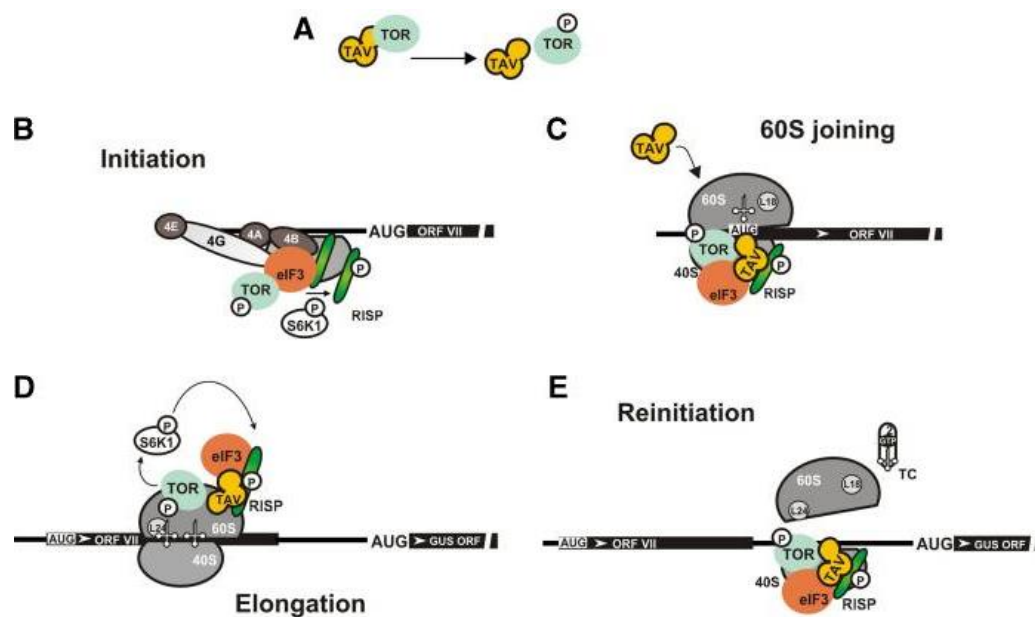 A
TAV TOR
TAV TOR P
B
Initiation
4E 4G 4A 4B
AUG ORF VII
eIF3
TOR
P
P
S6K1
P
RISP
C
60S joining
TAV
60S L18
P AUG ORF VII
TOR
TAV
40S
P
eIF3 RISP
D
P
S6K1
eIF3
TOR
P
TAV
RISP
P
L24 60S
AUG ORF VII AUG GUS ORF
40S
Elongation
E
Reinitiation
GTP
TC
60S L18
L24
P
AUG ORF VII AUG GUS ORF
TOR
TAV
40S
P
eIF3 RISP